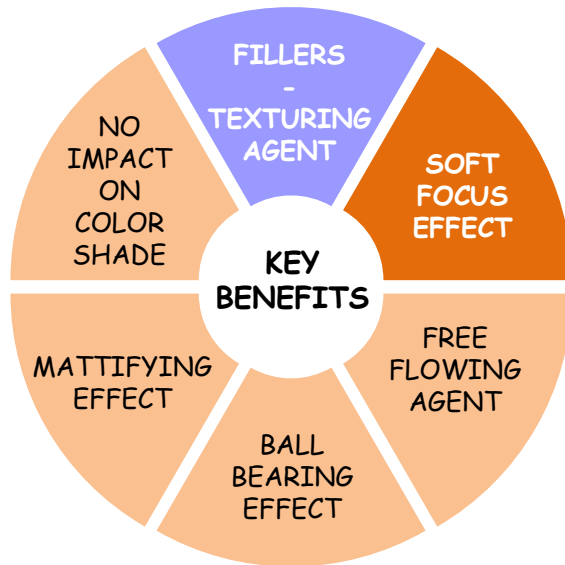 FILLERS
-
TEXTURING
AGENT
SOFT
FOCUS
EFFECT
FREE
FLOWING
AGENT
BALL
BEARING
EFFECT
MATTIFYING
EFFECT
NO
IMPACT
ON
COLOR
SHADE
KEY
BENEFITS